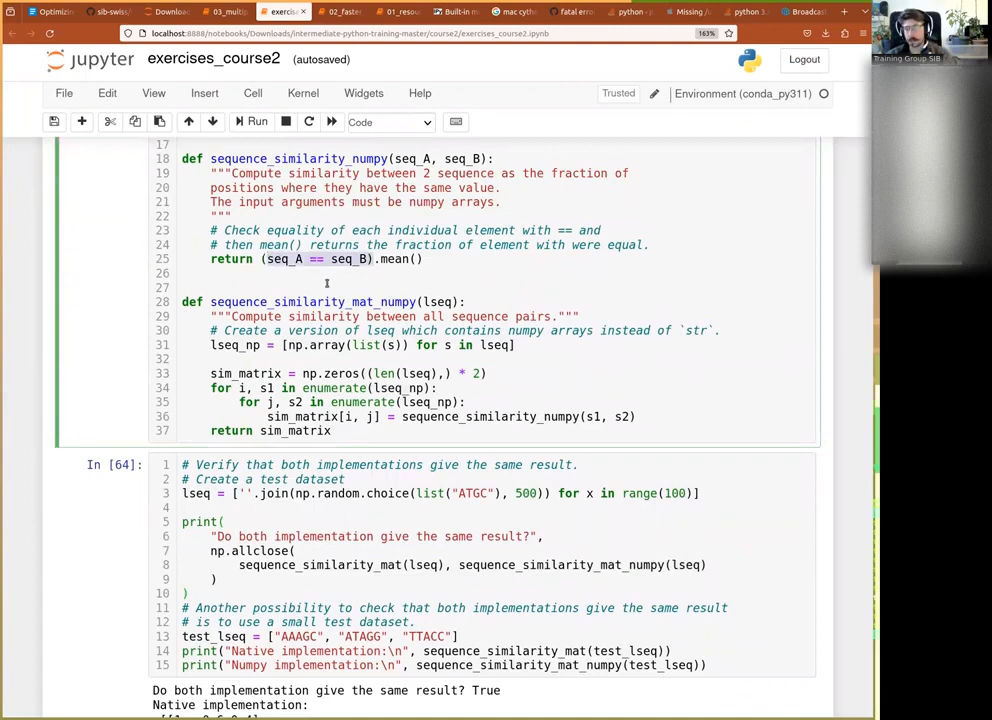 Optimizin
sib-swiss/
Downloads
03_multip
exercise
02_faster
01_resou
Built-in m
mac cytho
fatal erro
python - j
Missing /u
python 3.
Broadcas
localhost:8888/notebooks/Downloads/intermediate-python-training-master/course2/exercises_course2.ipynb
163%
Training Group SIB
jupyter exercises_course2 (autosaved)
Logout
File Edit View Insert Cell Kernel Widgets Help
Trusted
Environment (conda_py311)
Run
Code
17
18 def sequence_similarity_numpy(seq_A, seq_B):
19 """Compute similarity between 2 sequence as the fraction of
20 positions where they have the same value.
21 The input arguments must be numpy arrays.
22 """
23 # Check equality of each individual element with == and
24 # then mean() returns the fraction of element with were equal.
25 return (seq_A == seq_B).mean()
26
27
28 def sequence_similarity_mat_numpy(lseq):
29 """Compute similarity between all sequence pairs."""
30 # Create a version of lseq which contains numpy arrays instead of `str`.
31 lseq_np = [np.array(list(s)) for s in lseq]
32
33 sim_matrix = np.zeros((len(lseq),) * 2)
34 for i, s1 in enumerate(lseq_np):
35 for j, s2 in enumerate(lseq_np):
36 sim_matrix[i, j] = sequence_similarity_numpy(s1, s2)
37 return sim_matrix
In [64]:
1 # Verify that both implementations give the same result.
2 # Create a test dataset
3 lseq = [''.join(np.random.choice(list("ATGC"), 500)) for x in range(100)]
4
5 print(
6 "Do both implementation give the same result?",
7 np.allclose(
8 sequence_similarity_mat(lseq), sequence_similarity_mat_numpy(lseq)
9 )
10 )
11 # Another possibility to check that both implementations give the same result
12 # is to use a small test dataset.
13 test_lseq = ["AAAGC", "ATAGG", "TTACC"]
14 print("Native implementation:\n", sequence_similarity_mat(test_lseq))
15 print("Numpy implementation:\n", sequence_similarity_mat_numpy(test_lseq))
Do both implementation give the same result? True
Native implementation: